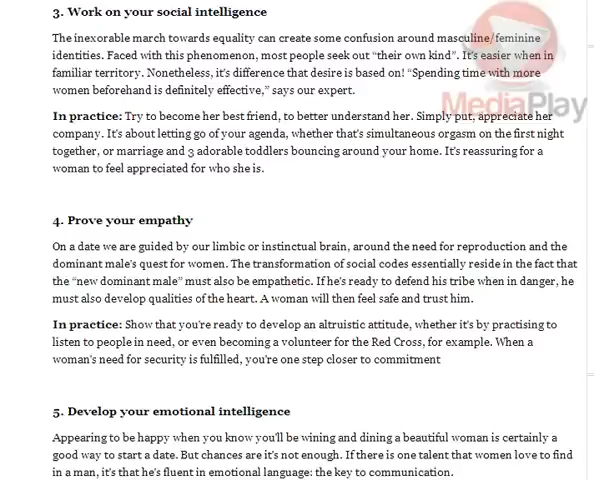 3. Work on your social intelligence
The inexorable march towards equality can create some confusion around masculine/feminine
identities. Faced with this phenomenon, most people seek out “their own kind”. It's easier when in
familiar territory. Nonetheless, it's difference that desire is based on! “Spending time with more
women beforehand is definitely effective,” says our expert.
MediaPlay
In practice: Try to become her best friend, to better understand her. Simply put, appreciate her
company. It's about letting go of your agenda, whether that's simultaneous orgasm on the first night
together, or marriage and 3 adorable toddlers bouncing around your home. It's reassuring for a
woman to feel appreciated for who she is.
4. Prove your empathy
On a date we are guided by our limbic or instinctual brain, around the need for reproduction and the
dominant male's quest for women. The transformation of social codes essentially reside in the fact that
the “new dominant male” must also be empathetic. If he's ready to defend his tribe when in danger, he
must also develop qualities of the heart. A woman will then feel safe and trust him.
In practice: Show that you're ready to develop an altruistic attitude, whether it's by practising to
listen to people in need, or even becoming a volunteer for the Red Cross, for example. When a
woman's need for security is fulfilled, you're one step closer to commitment
5. Develop your emotional intelligence
Appearing to be happy when you know you'll be wining and dining a beautiful woman is certainly a
good way to start a date. But chances are it's not enough. If there is one talent that women love to find
in a man, it's that he's fluent in emotional language: the key to communication.